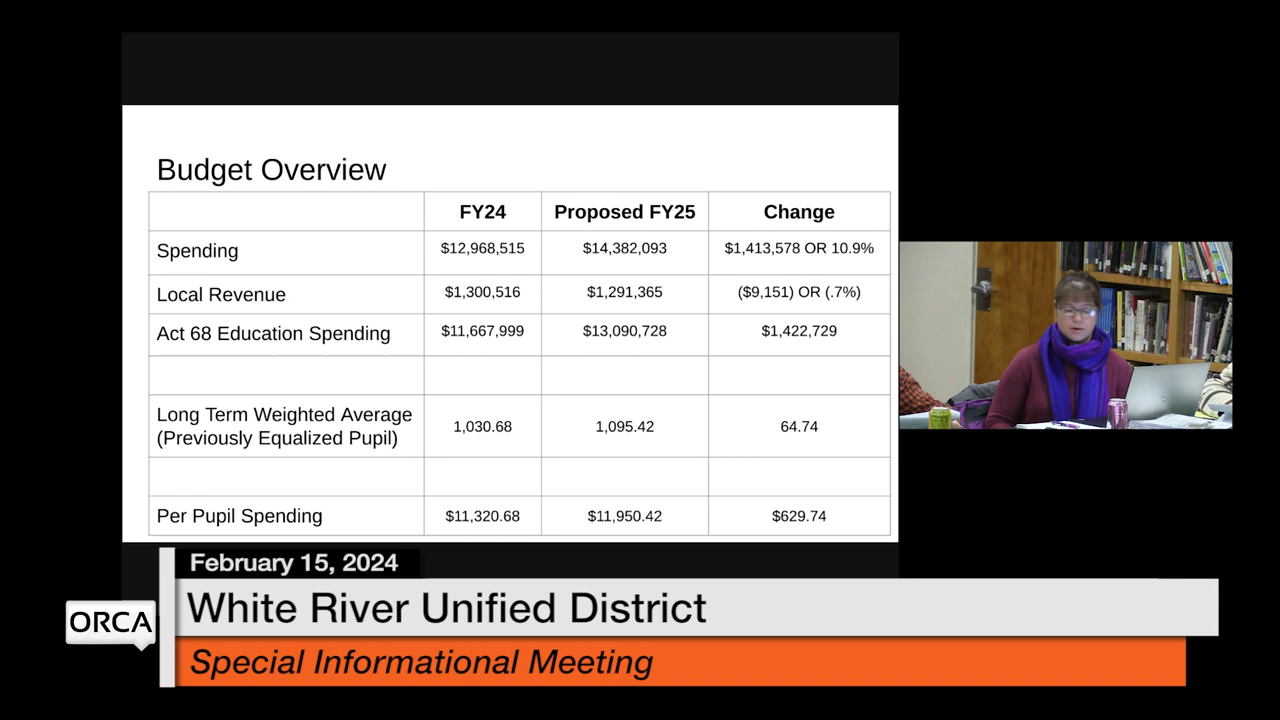 Budget Overview
FY24 Proposed FY25 Change
Spending $12,968,515 $14,382,093 $1,413,578 OR 10.9%
Local Revenue $1,300,516 $1,291,365 ($9,151) OR (.7%)
Act 68 Education Spending $11,667,999 $13,090,728 $1,422,729
Long Term Weighted Average
(Previously Equalized Pupil) 1,030.68 1,095.42 64.74
Per Pupil Spending $11,320.68 $11,950.42 $629.74
February 15, 2024
White River Unified District
ORCA
Special Informational Meeting